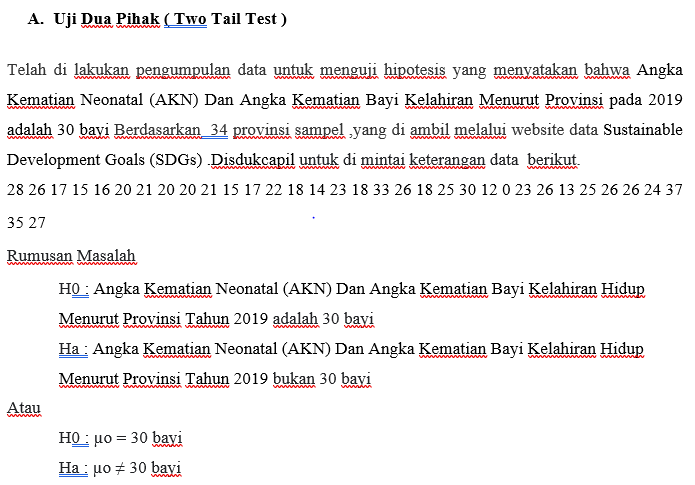 A. Uji Dua Pihak ( Two Tail Test )
Telah di lakukan pengumpulan data untuk menguji hipotesis yang menyatakan bahwa Angka
Kematian Neonatal (AKN) Dan Angka Kematian Bayi Kelahiran Menurut Provinsi pada 2019
adalah 30 bayi Berdasarkan 34 provinsi sampel ,yang di ambil melalui website data Sustainable
Development Goals (SDGs) .Disdukcapil untuk di mintai keterangan data berikut.
28 26 17 15 16 20 21 20 20 21 15 17 22 18 14 23 18 33 26 18 25 30 12 0 23 26 13 25 26 26 24 37
35 27
Rumusan Masalah
H0 : Angka Kematian Neonatal (AKN) Dan Angka Kematian Bayi Kelahiran Hidup
Menurut Provinsi Tahun 2019 adalah 30 bayi
Ha : Angka Kematian Neonatal (AKN) Dan Angka Kematian Bayi Kelahiran Hidup
Menurut Provinsi Tahun 2019 bukan 30 bayi
Atau
H0 : µo = 30 bayi
Ha : µo ≠ 30 bayi